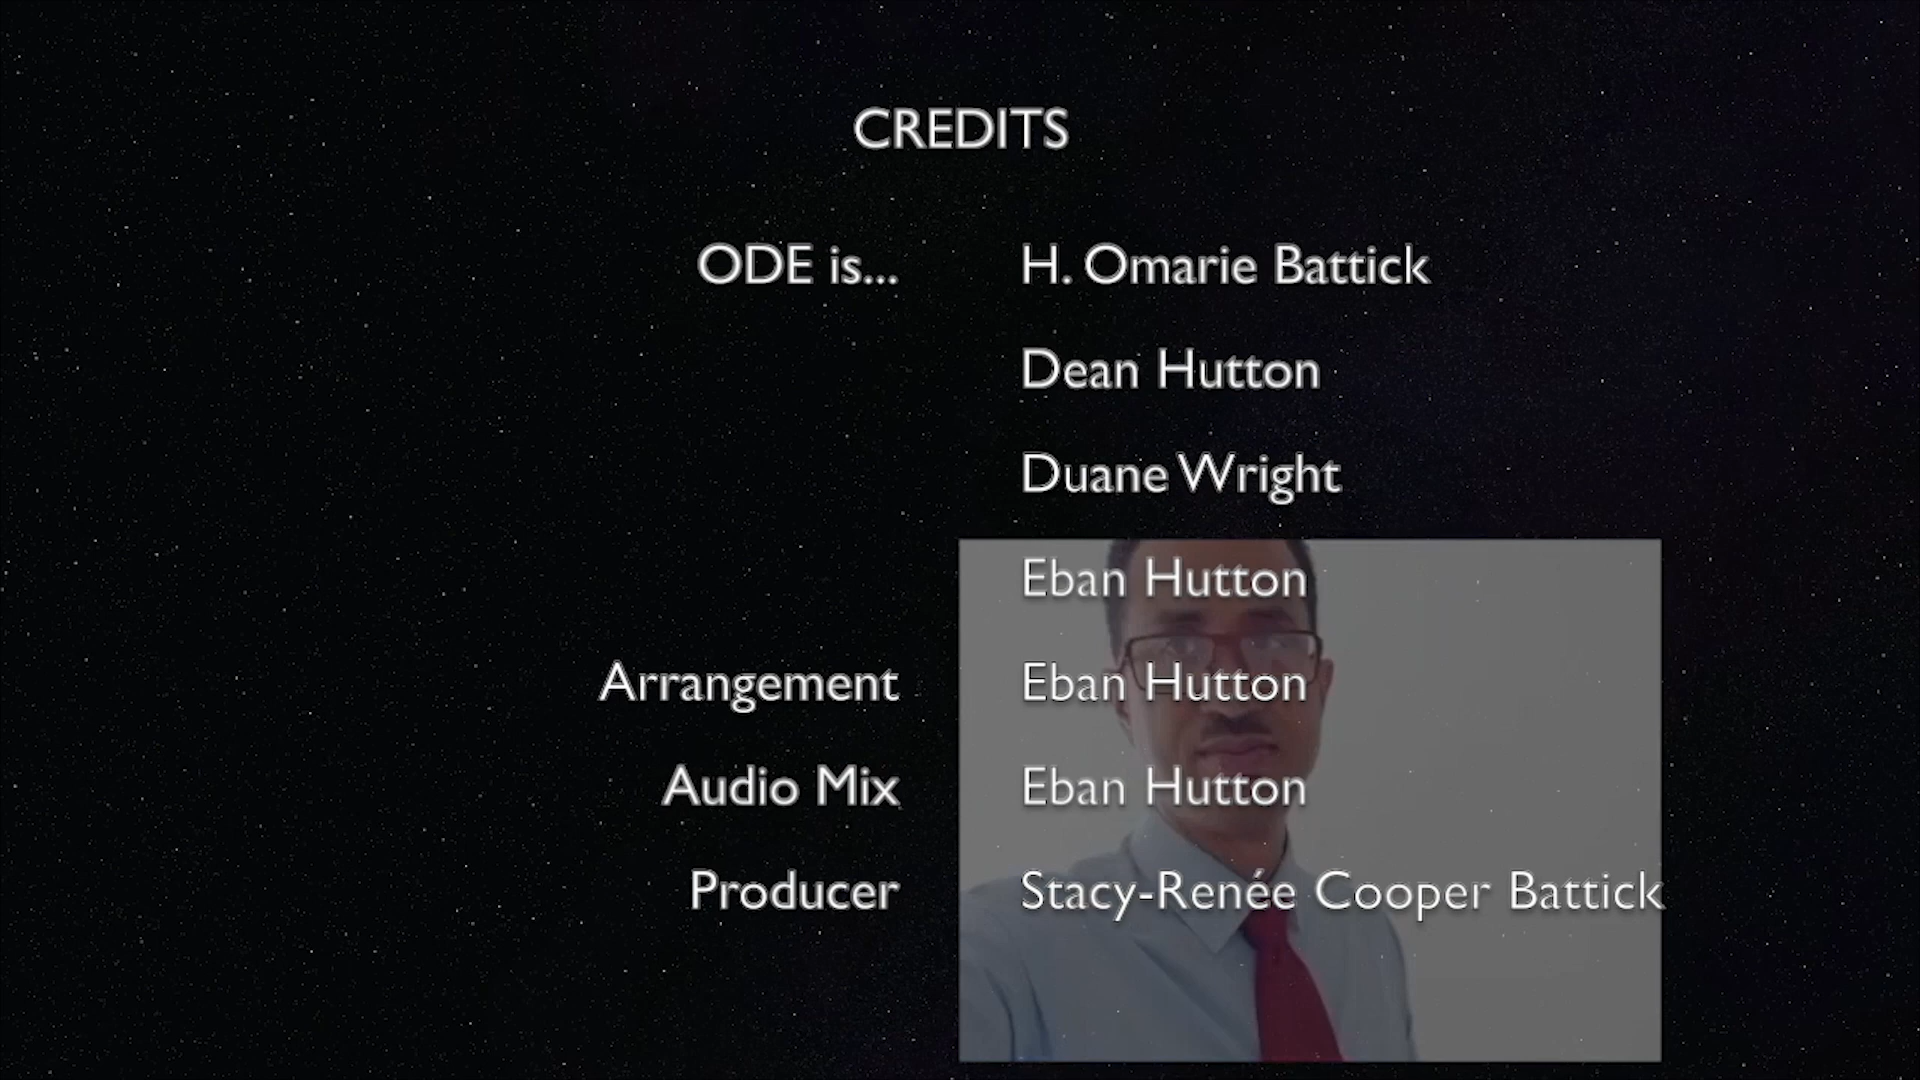 CREDITS
ODE is... H. Omarie Battick
Dean Hutton
Duane Wright
Eban Hutton
Arrangement Eban Hutton
Audio Mix Eban Hutton
Producer Stacy-Renée Cooper Battick